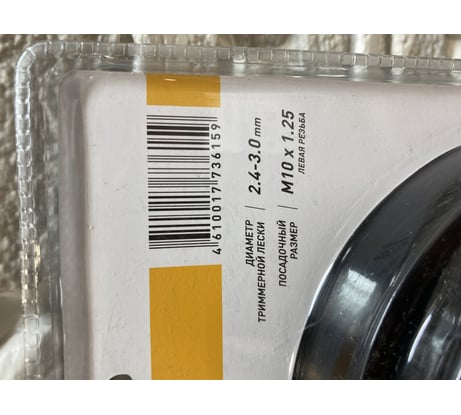 4 610017 736159
ДИАМЕТР
ТРИММЕРНОЙ ЛЕСКИ
2.4-3.0 mm
ПОСАДОЧНЫЙ
РАЗМЕР
M10 x 1.25
ЛЕВАЯ РЕЗЬБА